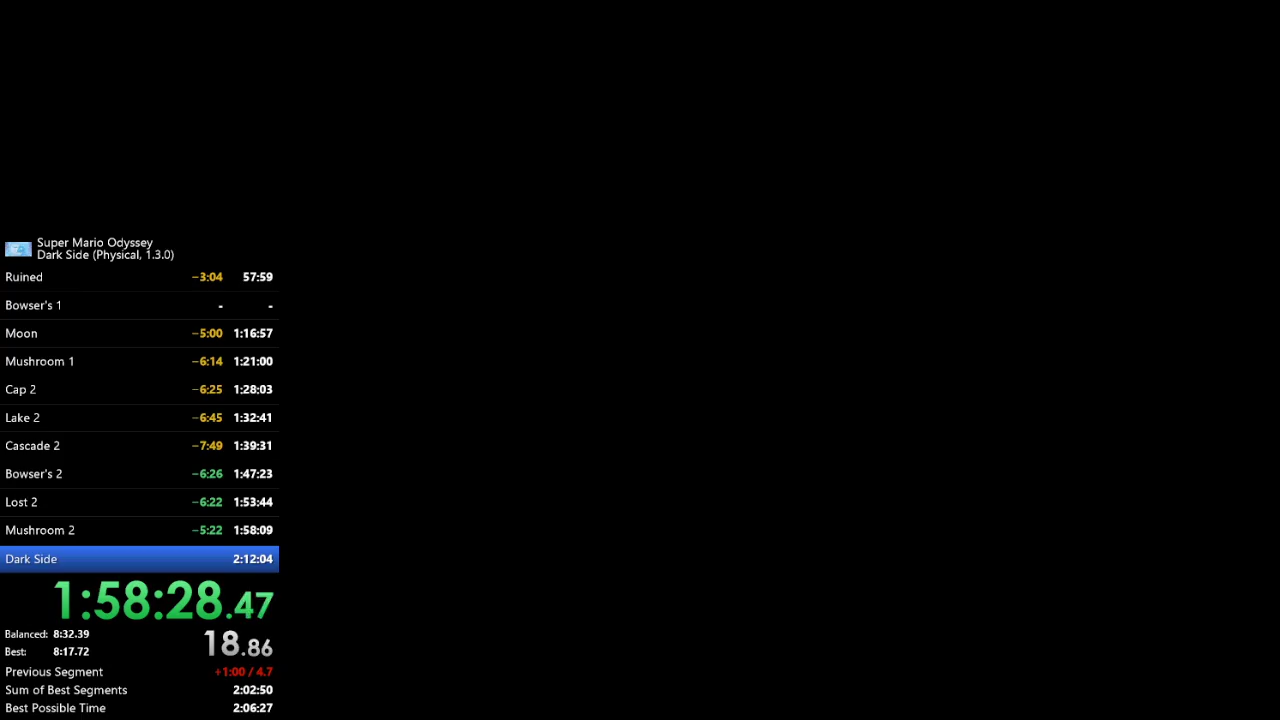 Super Mario Odyssey
Dark Side (Physical, 1.3.0)
Ruined −3:04 57:59
Bowser's 1 - -
Moon −5:00 1:16:57
Mushroom 1 −6:14 1:21:00
Cap 2 −6:25 1:28:03
Lake 2 −6:45 1:32:41
Cascade 2 −7:49 1:39:31
Bowser's 2 −6:26 1:47:23
Lost 2 −6:22 1:53:44
Mushroom 2 −5:22 1:58:09
Dark Side 2:12:04
1:58:28.47
Balanced: 8:32.39
18.86
Best: 8:17.72
Previous Segment +1:00 / 4.7
Sum of Best Segments 2:02:50
Best Possible Time 2:06:27